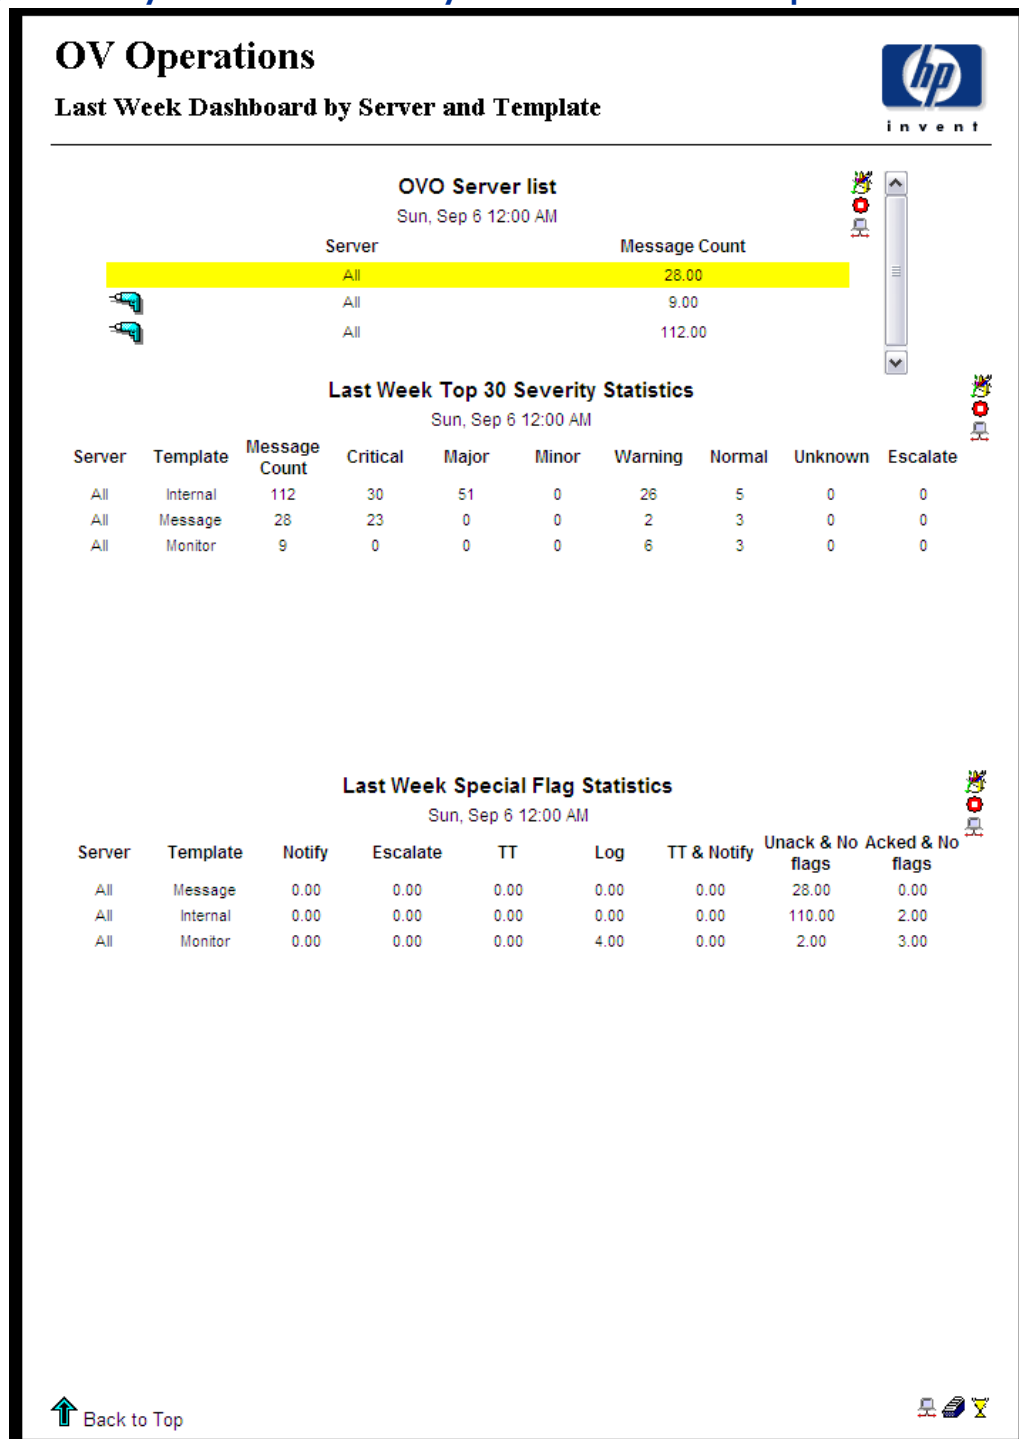 OV Operations
Last Week Dashboard by Server and Template
hp
invent
OVO Server list
Sun, Sep 6 12:00 AM
Server Message Count
All 28.00
All 9.00
All 112.00
Last Week Top 30 Severity Statistics
Sun, Sep 6 12:00 AM
Server Template Message Count Critical Major Minor Warning Normal Unknown Escalate
All Internal 112 30 51 0 26 5 0 0
All Message 28 23 0 0 2 3 0 0
All Monitor 9 0 0 0 6 3 0 0
Last Week Special Flag Statistics
Sun, Sep 6 12:00 AM
Server Template Notify Escalate TT Log TT & Notify Unack & No flags Acked & No flags
All Message 0.00 0.00 0.00 0.00 0.00 28.00 0.00
All Internal 0.00 0.00 0.00 0.00 0.00 110.00 2.00
All Monitor 0.00 0.00 0.00 4.00 0.00 2.00 3.00
Back to Top